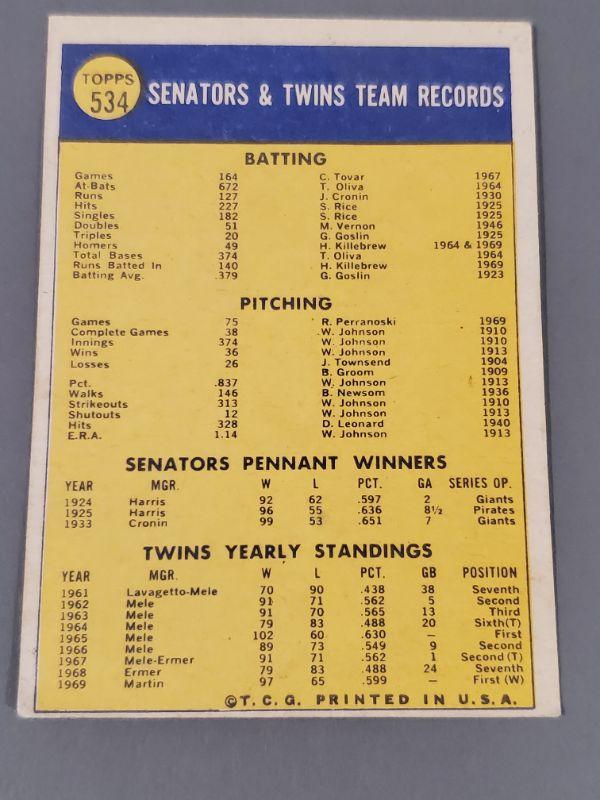 TOPPS
534
SENATORS & TWINS TEAM RECORDS
BATTING
Games 164 C. Tovar 1967
At-Bats 672 T. Oliva 1964
Runs 127 J. Cronin 1930
Hits 227 S. Rice 1925
Singles 182 S. Rice 1925
Doubles 51 M. Vernon 1946
Triples 20 G. Goslin 1925
Homers 49 H. Killebrew 1964 & 1969
Total Bases 374 T. Oliva 1964
Runs Batted In 140 H. Killebrew 1969
Batting Avg. .379 G. Goslin 1923
PITCHING
Games 75 R. Perranoski 1969
Complete Games 38 W. Johnson 1910
Innings 374 W. Johnson 1910
Wins 36 W. Johnson 1913
Losses 26 J. Townsend 1904
B. Groom 1909
Pct. .837 W. Johnson 1913
Walks 146 B. Newsom 1936
Strikeouts 313 W. Johnson 1910
Shutouts 12 W. Johnson 1913
Hits 328 D. Leonard 1940
E.R.A. 1.14 W. Johnson 1913
SENATORS PENNANT WINNERS
YEAR MGR. W L PCT. GA SERIES OP.
1924 Harris 92 62 .597 2 Giants
1925 Harris 96 55 .636 8½ Pirates
1933 Cronin 99 53 .651 7 Giants
TWINS YEARLY STANDINGS
YEAR MGR. W L PCT. GB POSITION
1961 Lavagetto-Mele 70 90 .438 38 Seventh
1962 Mele 91 71 .562 5 Second
1963 Mele 91 70 .565 13 Third
1964 Mele 79 83 .488 20 Sixth(T)
1965 Mele 102 60 .630 — First
1966 Mele 89 73 .549 9 Second
1967 Mele-Ermer 91 71 .562 1 Second (T)
1968 Ermer 79 83 .488 24 Seventh
1969 Martin 97 65 .599 — First (W)
©T.C.G. PRINTED IN U.S.A.